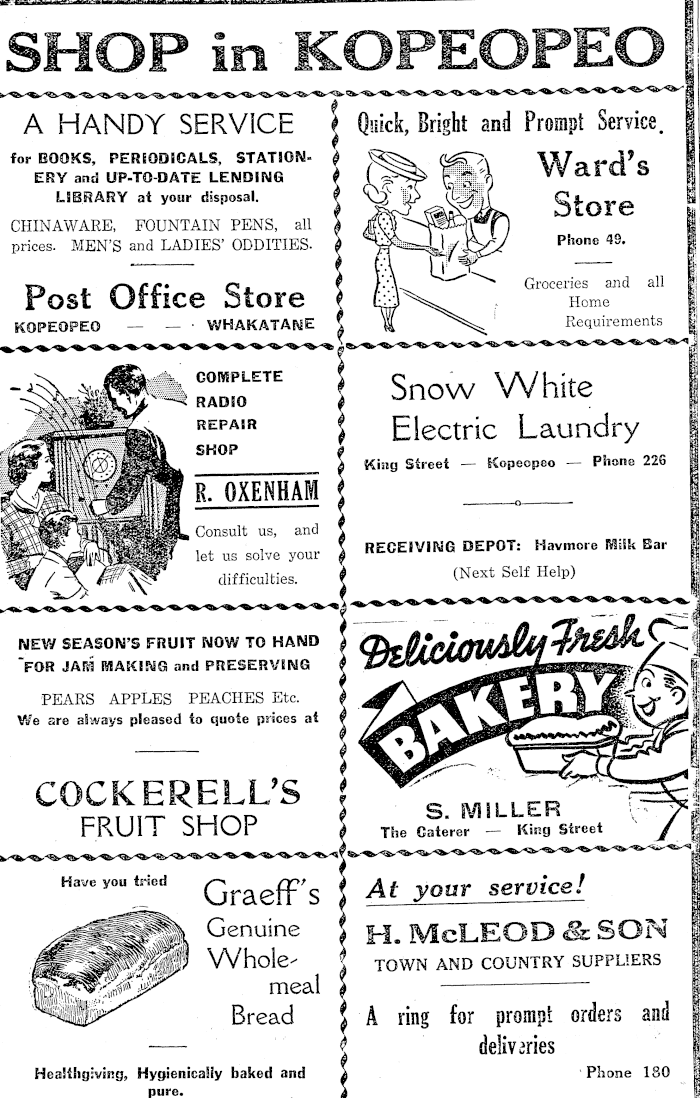 SHOP in KOPEOPEO
A HANDY SERVICE
for BOOKS, PERIODICALS, STATION-
ERY and UP-TO-DATE LENDING
LIBRARY at your disposal.
CHINAWARE, FOUNTAIN PENS, all
prices. MEN'S and LADIES' ODDITIES.
Post Office Store
KOPEOPEO — — WHAKATANE
Quick, Bright and Prompt Service.
Ward's
Store
Phone 49.
Groceries and all
Home
Requirements
COMPLETE
RADIO
REPAIR
SHOP
R. OXENHAM
Consult us, and
let us solve your
difficulties.
Snow White
Electric Laundry
King Street — Kopeopeo — Phone 226
RECEIVING DEPOT: Havmore Milk Bar
(Next Self Help)
NEW SEASON'S FRUIT NOW TO HAND
FOR JAM MAKING and PRESERVING
PEARS APPLES PEACHES Etc.
We are always pleased to quote prices at
COCKERELL'S
FRUIT SHOP
Deliciously Fresh
BAKERY
S. MILLER
The Caterer — King Street
Have you tried
Graeff's
Genuine
Whole-
meal
Bread
Healthgiving, Hygienically baked and
pure.
At your service!
H. McLEOD & SON
TOWN AND COUNTRY SUPPLIERS
A ring for prompt orders and
deliveries
Phone 180